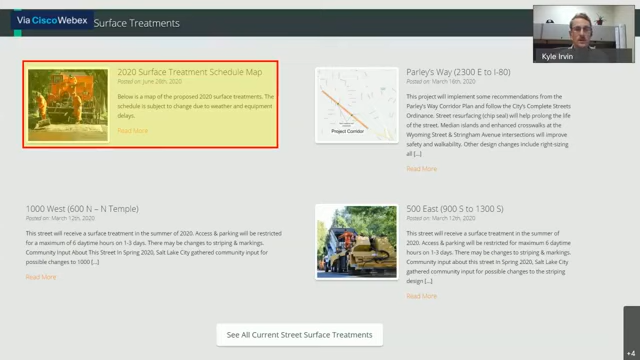 Via CiscoWebex
Surface Treatments
2020 Surface Treatment Schedule Map
Posted on: June 26th, 2020
Below is a map of the proposed 2020 surface treatments. The
schedule is subject to change due to weather and equipment
delays.
Read More
Parley's Way (2300 E to I-80)
Posted on: March 16th, 2020
This project will implement some recommendations from the
Parley's Way Corridor Plan and follow the City's Complete Streets
Ordinance. Street resurfacing (chip seal) will help prolong the life
of the street. Median islands and enhanced crosswalks at the
Wyoming Street & Stringham Avenue intersections will improve
safety and walkability. Other design changes include right-sizing
all [...]
Read More
Project Corridor
Kyle Irvin
1000 West (600 N – N Temple)
Posted on: March 12th, 2020
This street will receive a surface treatment in the summer of 2020. Access & parking will be restricted
for a maximum of 6 daytime hours on 1-3 days. There may be changes to striping & markings.
Community Input About This Street In Spring 2020, Salt Lake City gathered community input for
possible changes to 1000 [...]
Read More
500 East (900 S to 1300 S)
Posted on: March 12th, 2020
This street will receive a surface treatment in the summer of
2020. Access & parking will be restricted for maximum 6 daytime
hours on 1-3 days. There may be changes to striping & markings.
Community Input About This Street In Spring 2020, Salt Lake City
gathered community input for possible changes to the striping
design [...]
Read More
See All Current Street Surface Treatments
+4